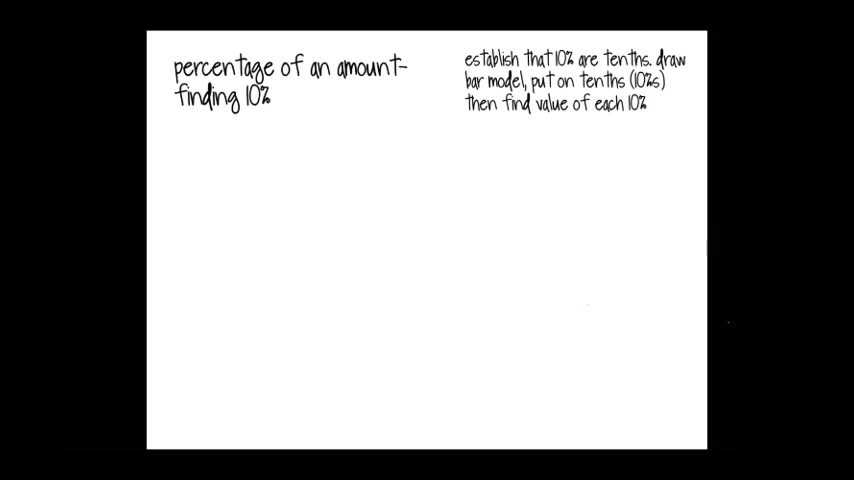 percentage of an amount-
finding 10%
establish that 10% are tenths. draw
bar model, put on tenths (10%s)
then find value of each 10%